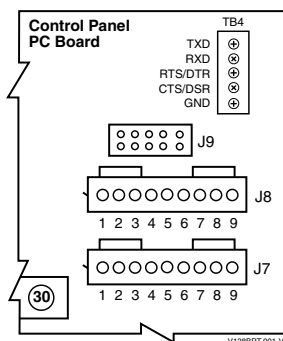 Control Panel
PC Board
TB4
TXD
RXD
RTS/DTR
CTS/DSR
GND
J9
J8
1 2 3 4 5 6 7 8 9
J7
1 2 3 4 5 6 7 8 9
30